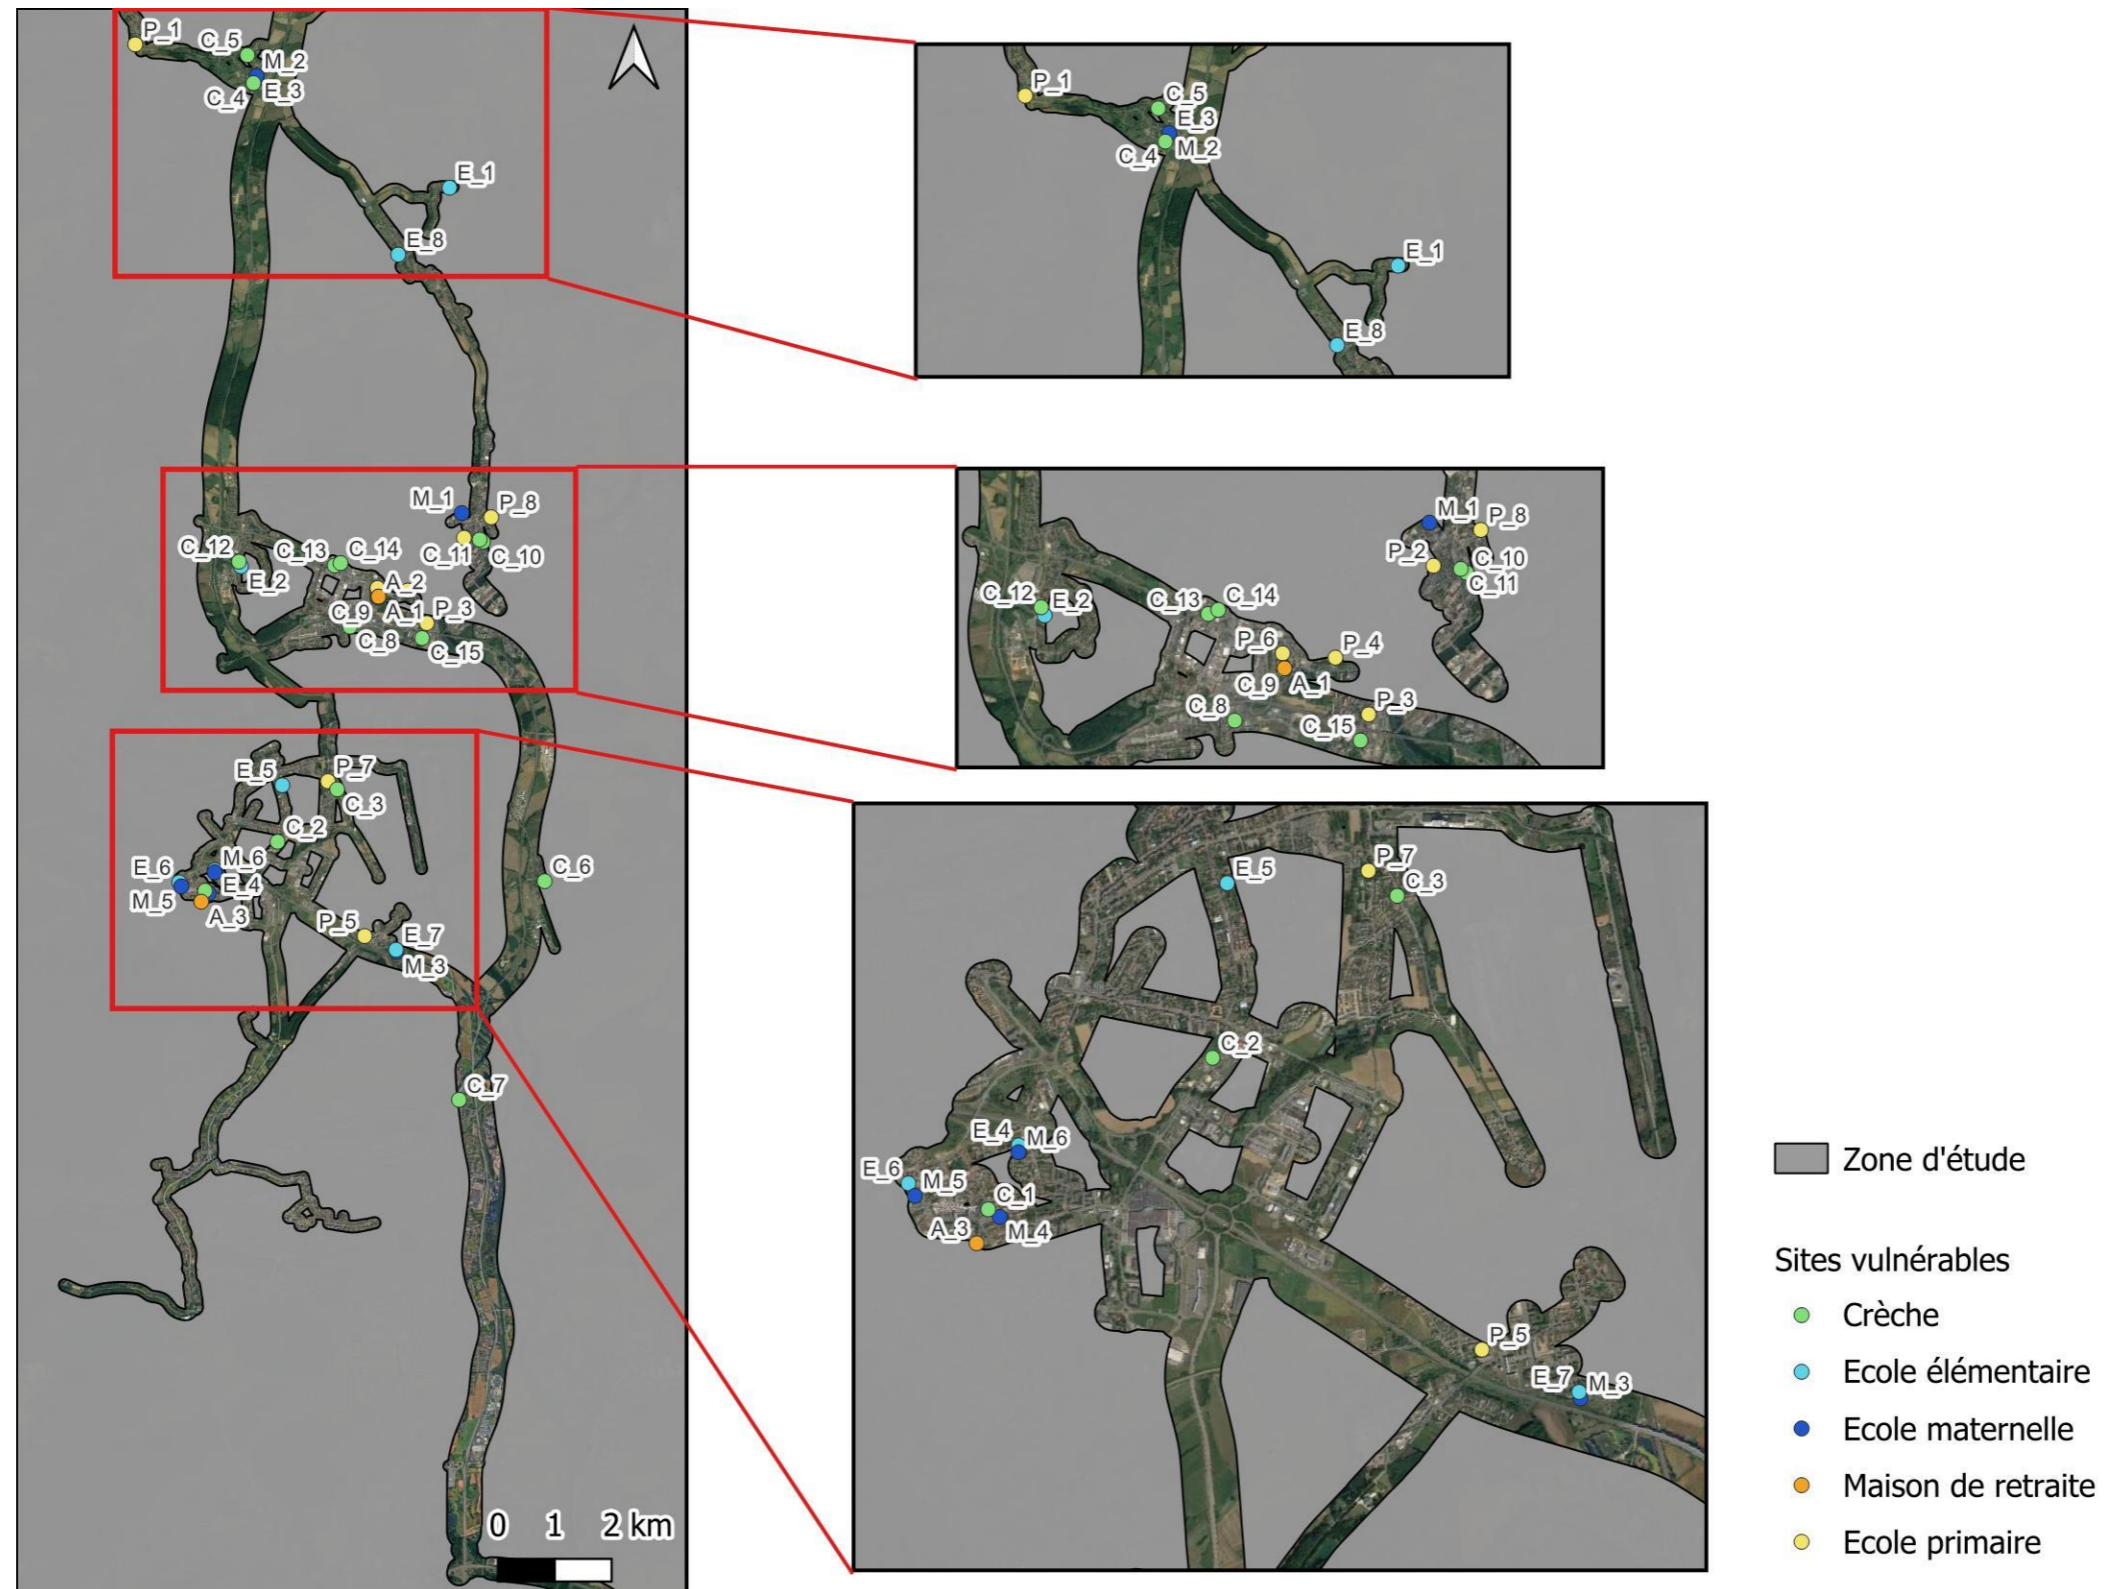 P_1
C_5
M_2
C_4
E_3
E_1
E_8
M_1
P_8
C_12
C_13
C_14
C_11
C_10
E_2
A_2
C_9
A_1
P_3
C_8
C_15
E_5
P_7
C_3
C_2
E_6
M_6
E_4
M_5
A_3
C_6
P_5
E_7
M_3
C_7
0 1 2 km
P_1
C_5
E_3
C_4
M_2
E_1
E_8
M_1
P_8
P_2
C_10
C_11
C_12
E_2
C_13
C_14
P_6
P_4
C_9
A_1
C_8
P_3
C_15
P_7
E_5
C_3
C_2
E_4
M_6
E_6
M_5
C_1
A_3
M_4
P_5
E_7
M_3
Zone d'étude
Sites vulnérables
Crèche
Ecole élémentaire
Ecole maternelle
Maison de retraite
Ecole primaire